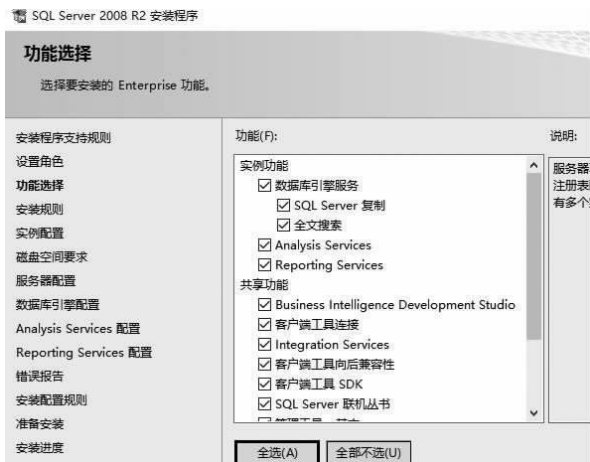 SQL Server 2008 R2 安装程序
功能选择
选择要安装的 Enterprise 功能。
安装程序支持规则
设置角色
功能选择
安装规则
实例配置
磁盘空间要求
服务器配置
数据库引擎配置
Analysis Services 配置
Reporting Services 配置
错误报告
安装配置规则
准备安装
安装进度
功能(F):
实例功能
数据库引擎服务
SQL Server 复制
全文搜索
Analysis Services
Reporting Services
共享功能
Business Intelligence Development Studio
客户端工具连接
Integration Services
客户端工具向后兼容性
客户端工具 SDK
SQL Server 联机丛书
全选(A)
全部不选(U)
说明:
服务器
注册表
有多个